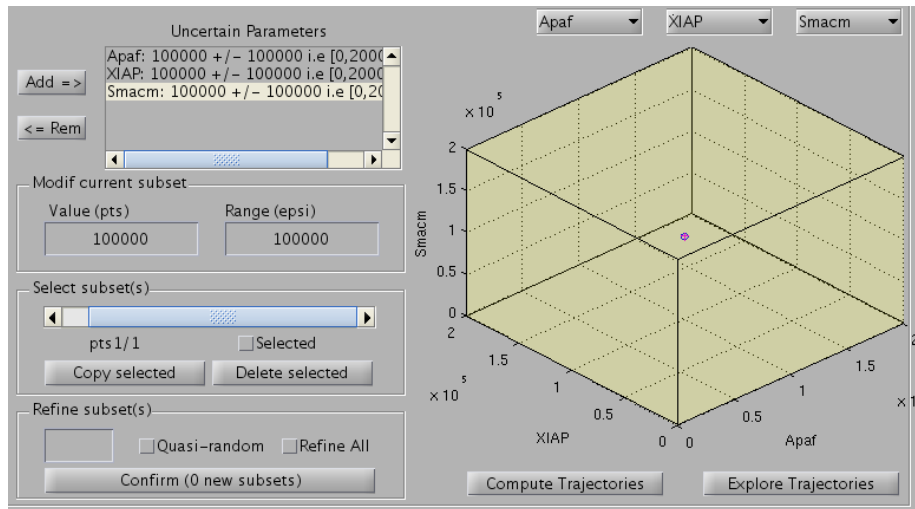 Uncertain Parameters
Add =>
<= Rem
Apaf: 100000 +/- 100000 i.e [0,2000
XIAP: 100000 +/- 100000 i.e [0,2000
Smacm: 100000 +/- 100000 i.e [0,20
Modif current subset
Value (pts) Range (epsi)
100000 100000
Select subset(s)
pts1/1 Selected
Copy selected Delete selected
Refine subset(s)
Quasi-random Refine All
Confirm (0 new subsets)
Apaf XIAP Smacm
x 10 5
2
1.5
1
0.5
0
Smacm
2
1.5
1
0.5
0
x 10 5
XIAP
0
0.5
1
1.5
2
x 1
Apaf
Compute Trajectories Explore Trajectories